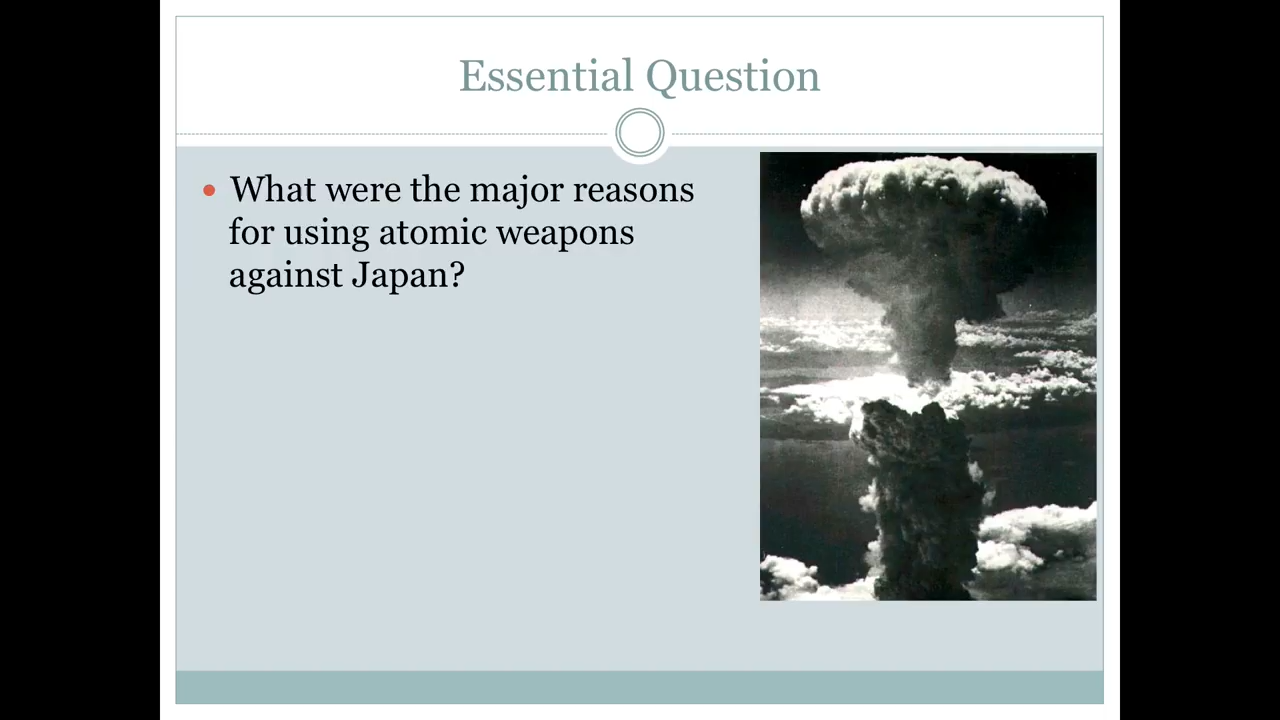 Essential Question
• What were the major reasons
for using atomic weapons
against Japan?